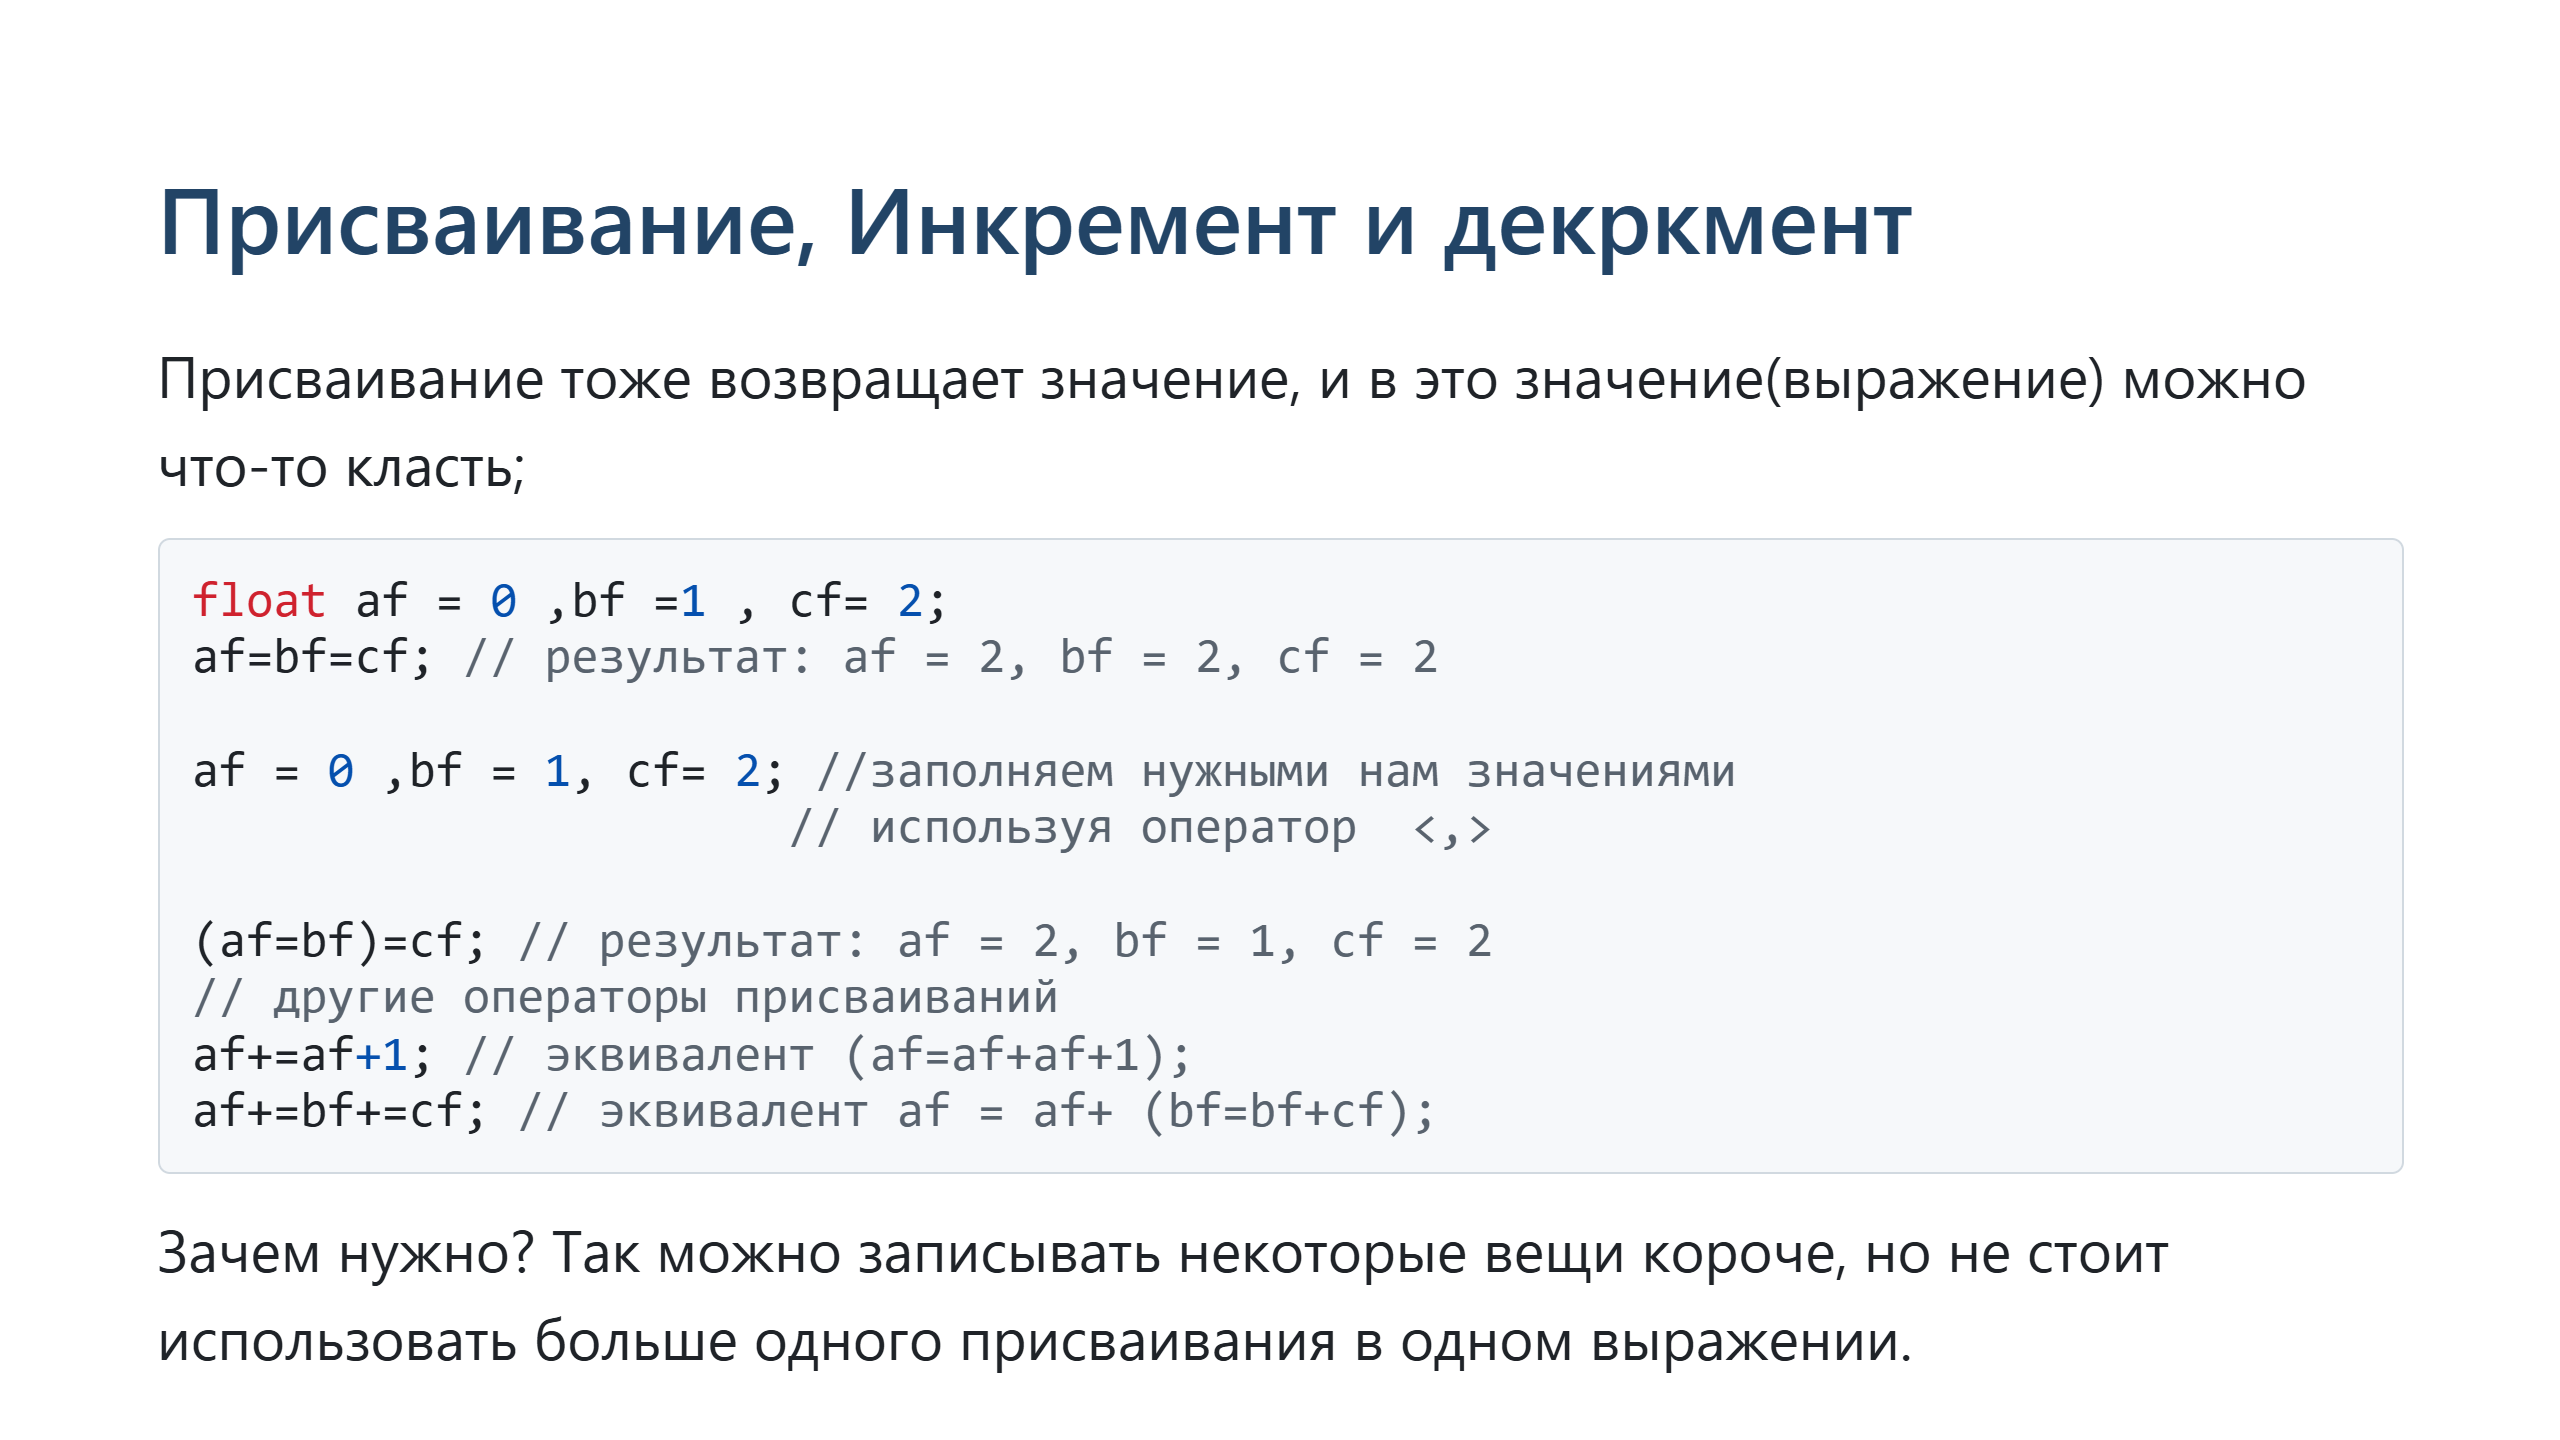 Присваивание, Инкремент и декркмент
Присваивание тоже возвращает значение, и в это значение(выражение) можно
что-то класть;
float af = 0 ,bf =1 , cf= 2;
af=bf=cf; // результат: af = 2, bf = 2, cf = 2
af = 0 ,bf = 1, cf= 2; //заполняем нужными нам значениями
// используя оператор  <,>
(af=bf)=cf; // результат: af = 2, bf = 1, cf = 2
// другие операторы присваиваний
af+=af+1; // эквивалент (af=af+af+1);
af+=bf+=cf; // эквивалент af = af+ (bf=bf+cf);
Зачем нужно? Так можно записывать некоторые вещи короче, но не стоит
использовать больше одного присваивания в одном выражении.